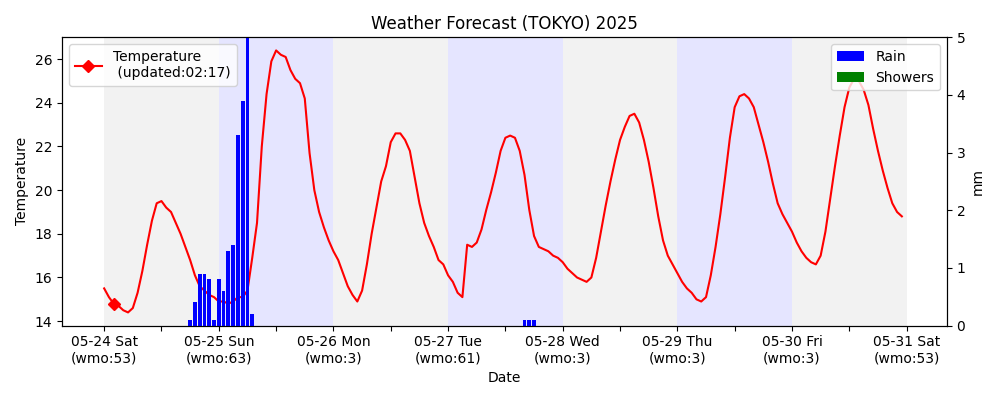 Weather Forecast (TOKYO) 2025
Temperature
(updated:02:17)
Rain
Showers
26
24
22
20
18
16
14
Temperature
5
4
3
2
1
0
mm
05-24 Sat
(wmo:53)
05-25 Sun
(wmo:63)
05-26 Mon
(wmo:3)
05-27 Tue
(wmo:61)
05-28 Wed
(wmo:3)
05-29 Thu
(wmo:3)
05-30 Fri
(wmo:3)
05-31 Sat
(wmo:53)
Date